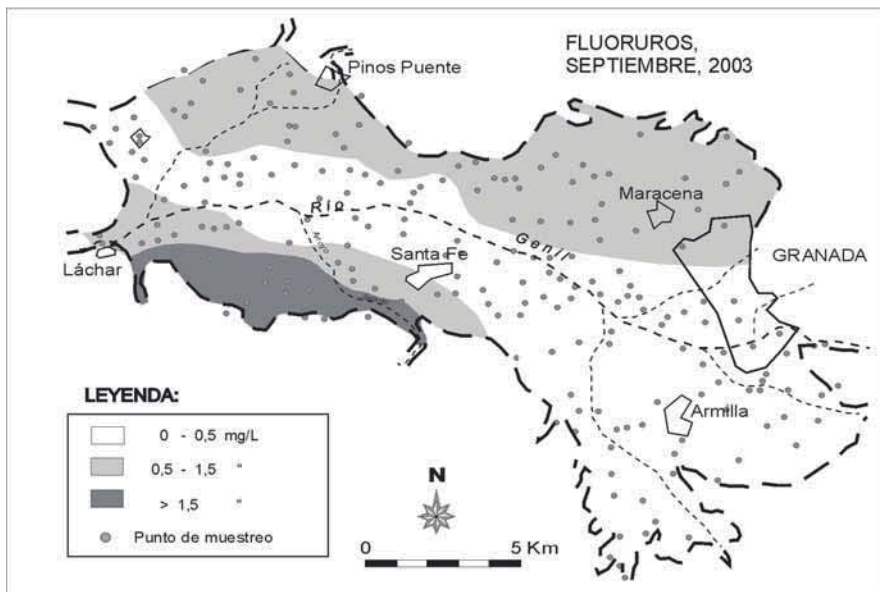 FLUORUROS,
SEPTIEMBRE, 2003
Pinos Puente
Maracena
Río
Genil
GRANADA
Santa Fe
Láchar
Armilla
LEYENDA:
0 - 0,5 mg/L
0,5 - 1,5 "
> 1,5 "
Punto de muestreo
N
0 5 Km